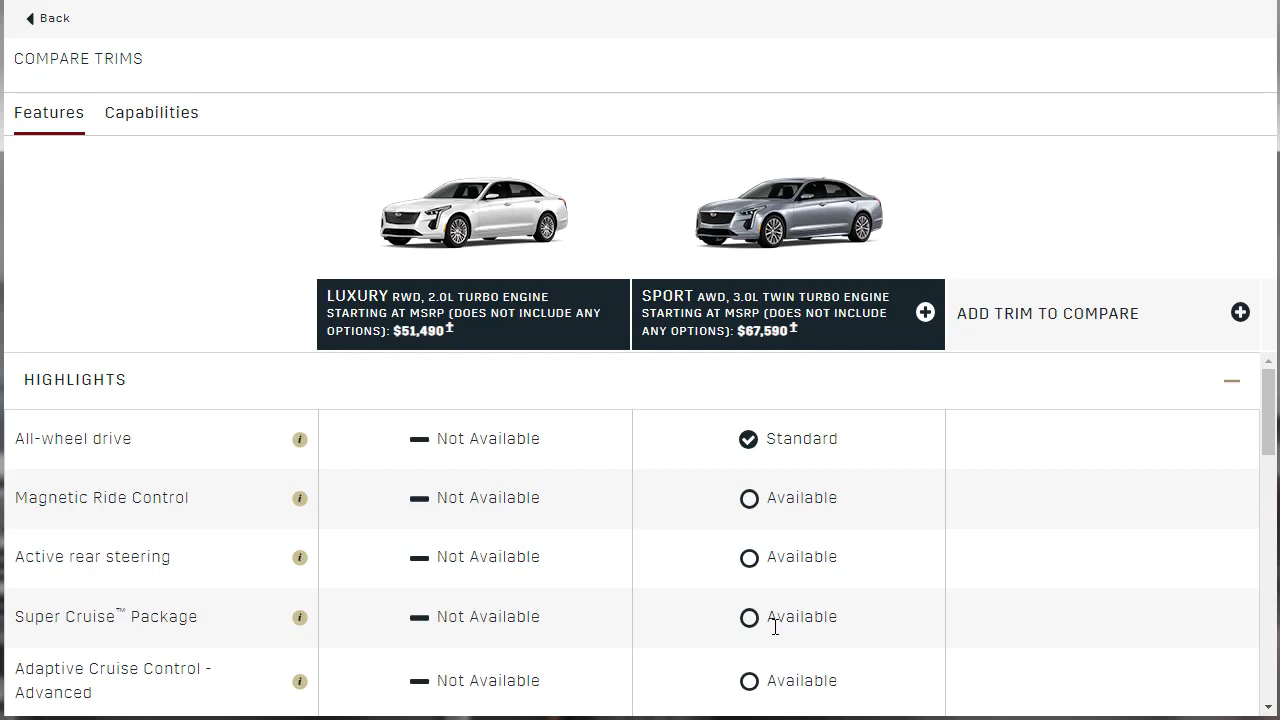 Back
COMPARE TRIMS
Features Capabilities
LUXURY RWD, 2.0L TURBO ENGINE
STARTING AT MSRP (DOES NOT INCLUDE ANY
OPTIONS): $51,490‡
SPORT AWD, 3.0L TWIN TURBO ENGINE
STARTING AT MSRP (DOES NOT INCLUDE
ANY OPTIONS): $67,590‡
ADD TRIM TO COMPARE
HIGHLIGHTS
All-wheel drive i Not Available Standard
Magnetic Ride Control i Not Available Available
Active rear steering i Not Available Available
Super Cruise™ Package i Not Available Available
Adaptive Cruise Control -
Advanced i Not Available Available